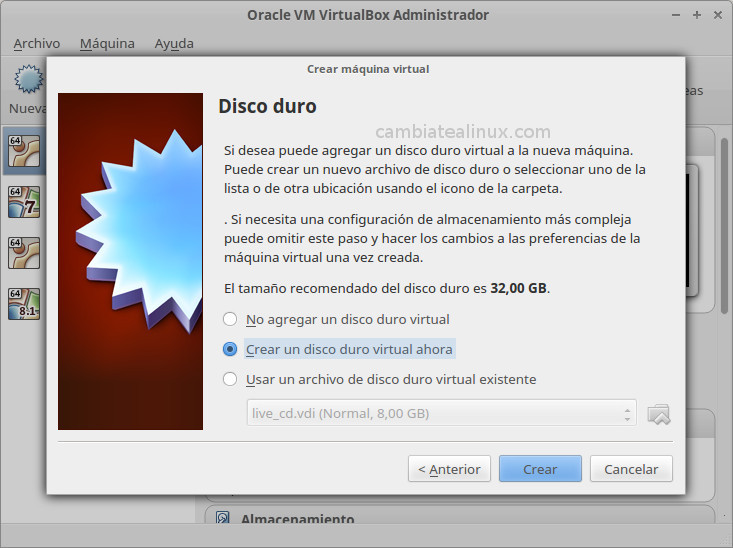 Oracle VM VirtualBox Administrador
Archivo Máquina Ayuda
Nueva
eas
Crear máquina virtual
Disco duro
cambiatealinux.com
Si desea puede agregar un disco duro virtual a la nueva máquina.
Puede crear un nuevo archivo de disco duro o seleccionar uno de la
lista o de otra ubicación usando el icono de la carpeta.
. Si necesita una configuración de almacenamiento más compleja
puede omitir este paso y hacer los cambios a las preferencias de la
máquina virtual una vez creada.
El tamaño recomendado del disco duro es 32,00 GB.
No agregar un disco duro virtual
Crear un disco duro virtual ahora
Usar un archivo de disco duro virtual existente
live_cd.vdi (Normal, 8,00 GB)
< Anterior Crear Cancelar
64
64
7
64
64
8.1
Almacenamiento